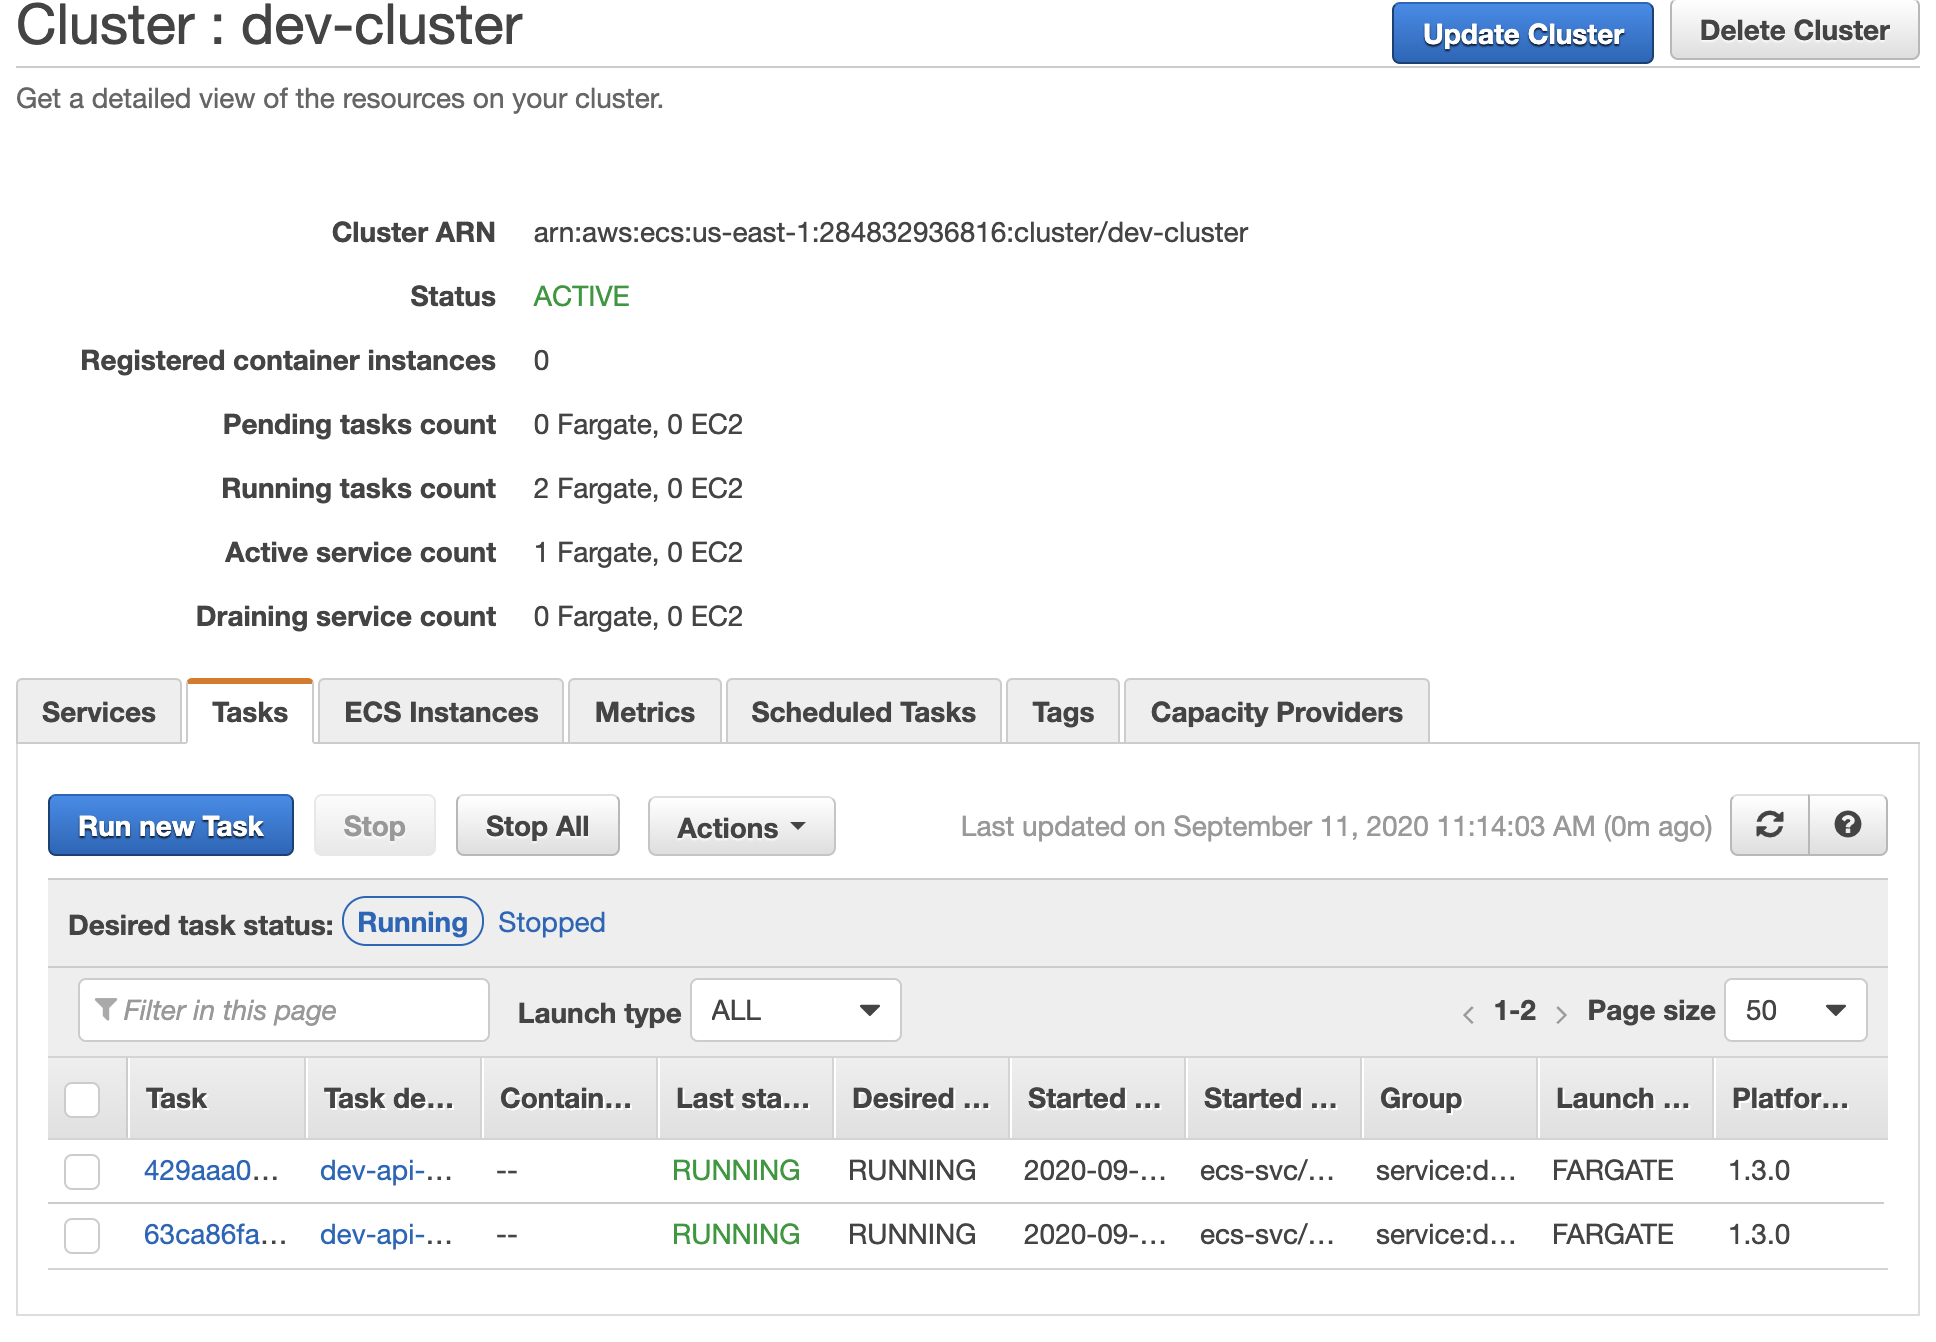 Cluster : dev-cluster
Update Cluster
Delete Cluster
Get a detailed view of the resources on your cluster.
Cluster ARN arn:aws:ecs:us-east-1:284832936816:cluster/dev-cluster
Status ACTIVE
Registered container instances 0
Pending tasks count 0 Fargate, 0 EC2
Running tasks count 2 Fargate, 0 EC2
Active service count 1 Fargate, 0 EC2
Draining service count 0 Fargate, 0 EC2
Services Tasks ECS Instances Metrics Scheduled Tasks Tags Capacity Providers
Run new Task Stop Stop All Actions Last updated on September 11, 2020 11:14:03 AM (0m ago)
Desired task status: Running Stopped
Filter in this page Launch type ALL 1-2 Page size 50
Task Task de... Contain... Last sta... Desired ... Started ... Started ... Group Launch ... Platfor...
429aaa0... dev-api-... -- RUNNING RUNNING 2020-09-... ecs-svc/... service:d... FARGATE 1.3.0
63ca86fa... dev-api-... -- RUNNING RUNNING 2020-09-... ecs-svc/... service:d... FARGATE 1.3.0